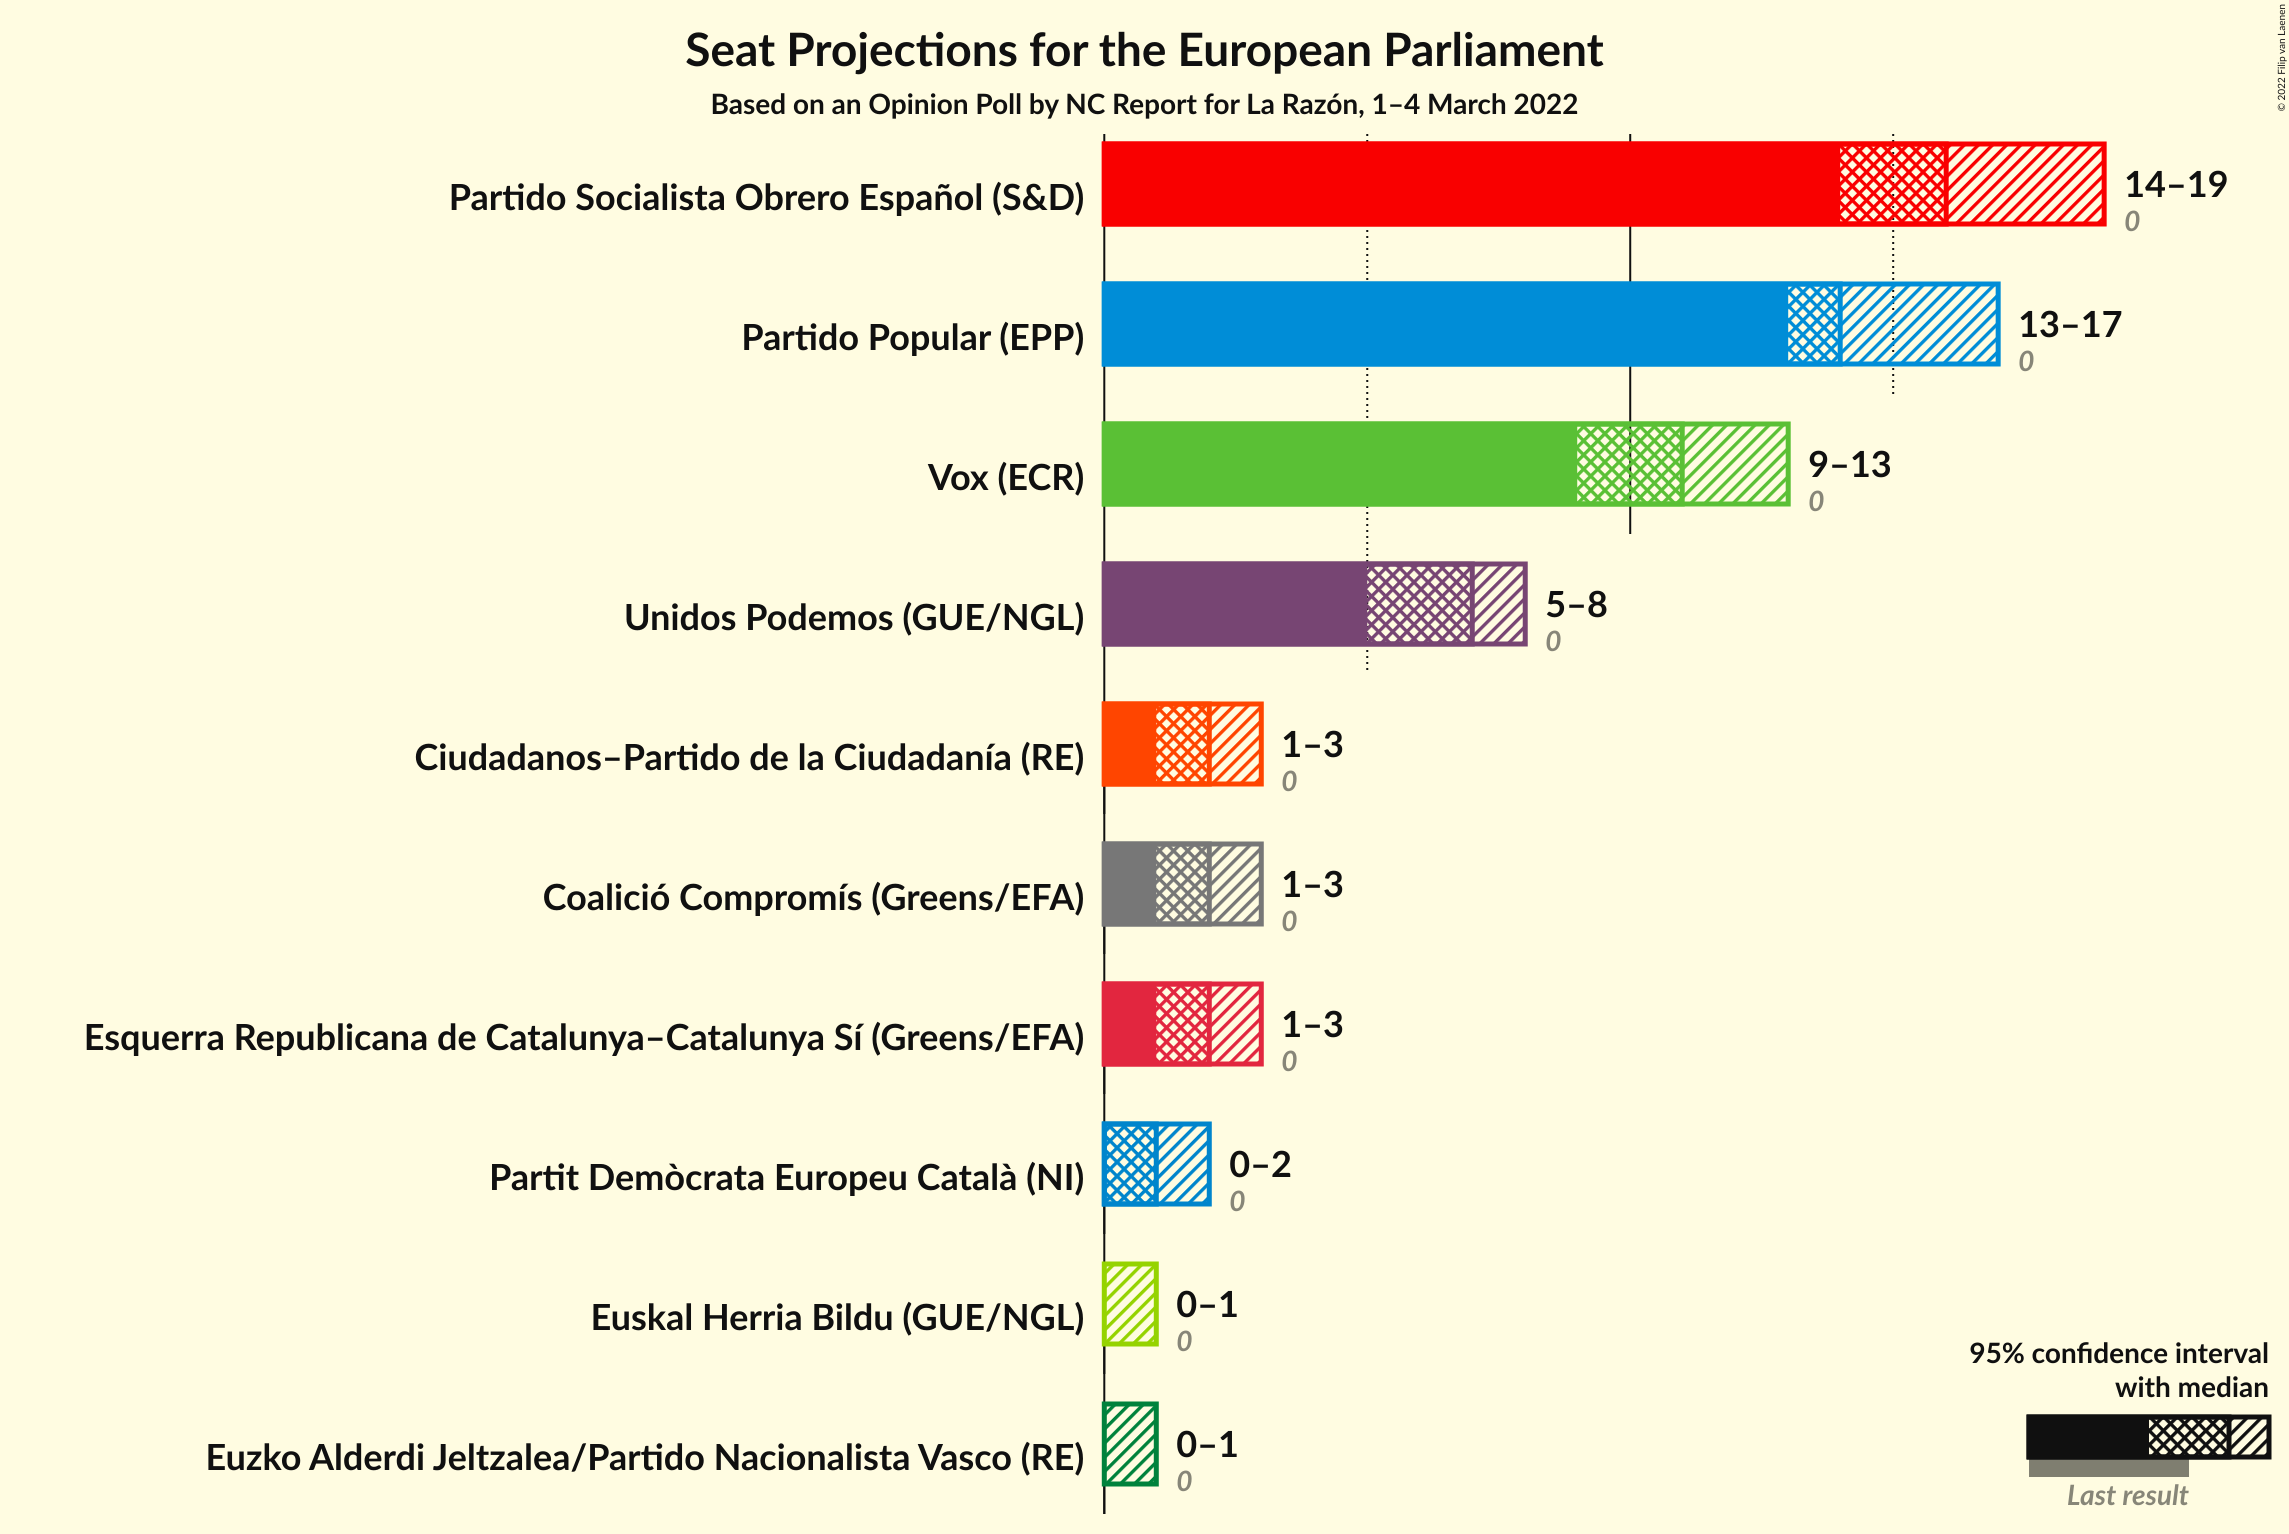 Seat Projections for the European Parliament
Based on an Opinion Poll by NC Report for La Razón, 1–4 March 2022
© 2022 Filip van Laenen
Partido Socialista Obrero Español (S&D)
14–19
0
Partido Popular (EPP)
13–17
0
Vox (ECR)
9–13
0
Unidos Podemos (GUE/NGL)
5–8
0
Ciudadanos–Partido de la Ciudadanía (RE)
1–3
0
Coalició Compromís (Greens/EFA)
1–3
0
Esquerra Republicana de Catalunya–Catalunya Sí (Greens/EFA)
1–3
0
Partit Demòcrata Europeu Català (NI)
0–2
0
Euskal Herria Bildu (GUE/NGL)
0–1
0
Euzko Alderdi Jeltzalea/Partido Nacionalista Vasco (RE)
0–1
0
95% confidence interval
with median
Last result